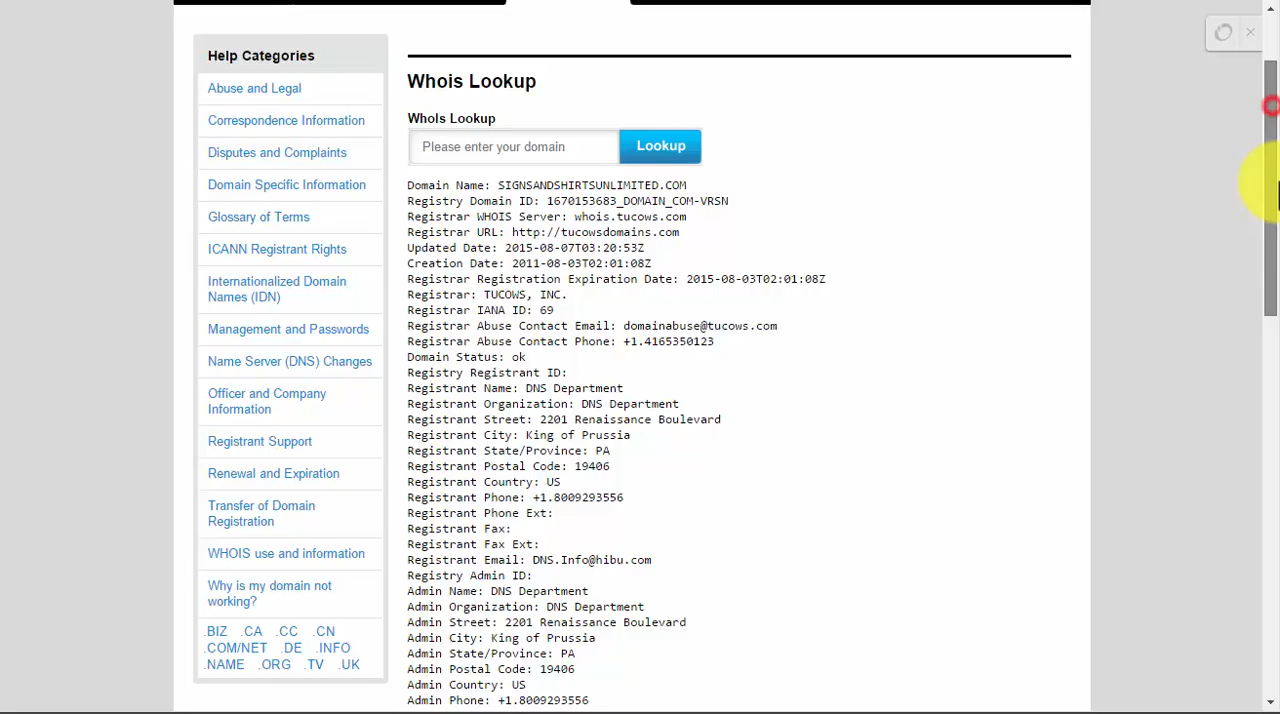 Help Categories
Abuse and Legal
Correspondence Information
Disputes and Complaints
Domain Specific Information
Glossary of Terms
ICANN Registrant Rights
Internationalized Domain
Names (IDN)
Management and Passwords
Name Server (DNS) Changes
Officer and Company
Information
Registrant Support
Renewal and Expiration
Transfer of Domain
Registration
WHOIS use and information
Why is my domain not
working?
.BIZ .CA .CC .CN
.COM/NET .DE .INFO
.NAME .ORG .TV .UK
Whois Lookup
WhoIs Lookup
Please enter your domain
Lookup
Domain Name: SIGNSANDSHIRTSUNLIMITED.COM
Registry Domain ID: 1670153683_DOMAIN_COM-VRSN
Registrar WHOIS Server: whois.tucows.com
Registrar URL: http://tucowsdomains.com
Updated Date: 2015-08-07T03:20:53Z
Creation Date: 2011-08-03T02:01:08Z
Registrar Registration Expiration Date: 2015-08-03T02:01:08Z
Registrar: TUCOWS, INC.
Registrar IANA ID: 69
Registrar Abuse Contact Email: domainabuse@tucows.com
Registrar Abuse Contact Phone: +1.4165350123
Domain Status: ok
Registry Registrant ID:
Registrant Name: DNS Department
Registrant Organization: DNS Department
Registrant Street: 2201 Renaissance Boulevard
Registrant City: King of Prussia
Registrant State/Province: PA
Registrant Postal Code: 19406
Registrant Country: US
Registrant Phone: +1.8009293556
Registrant Phone Ext:
Registrant Fax:
Registrant Fax Ext:
Registrant Email: DNS.Info@hibu.com
Registry Admin ID:
Admin Name: DNS Department
Admin Organization: DNS Department
Admin Street: 2201 Renaissance Boulevard
Admin City: King of Prussia
Admin State/Province: PA
Admin Postal Code: 19406
Admin Country: US
Admin Phone: +1.8009293556